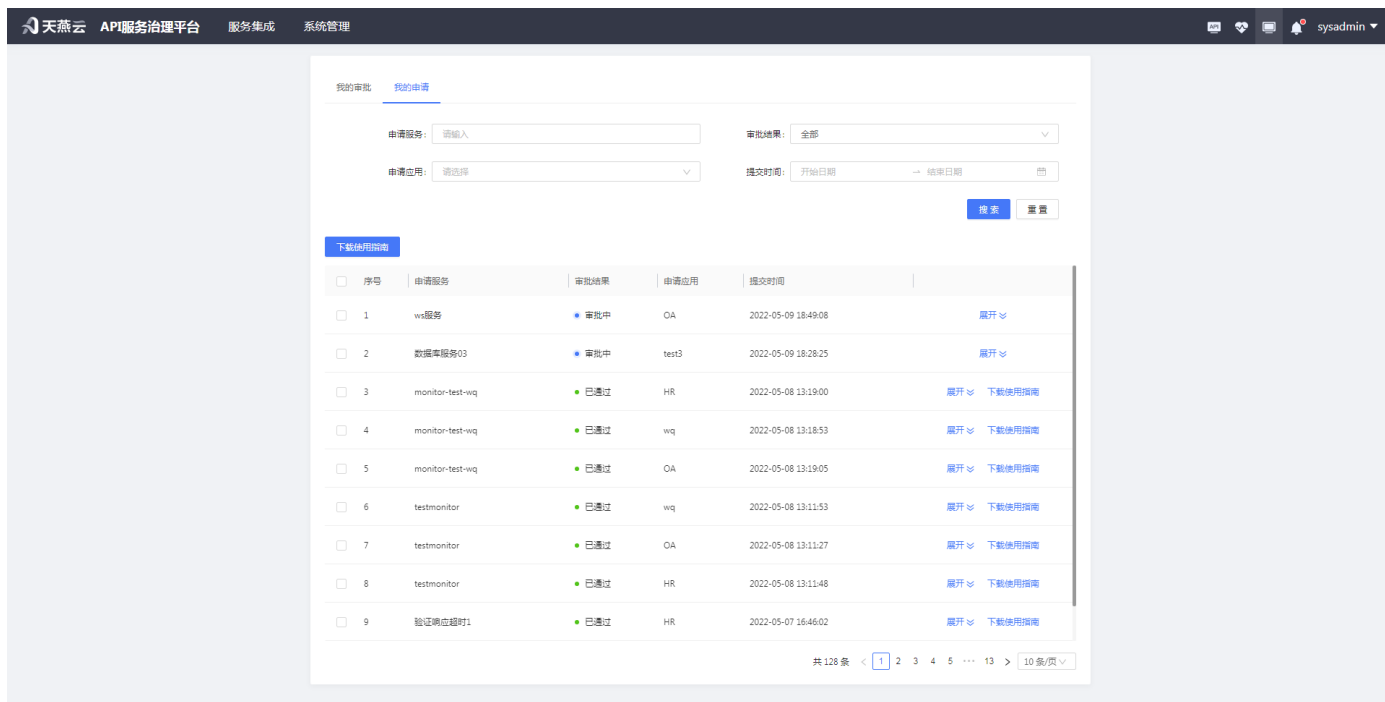 天燕云 API服务治理平台 服务集成 系统管理 API sysadmin
我的审批 我的申请
申请服务: 请输入 审批结果: 全部
申请应用: 请选择 提交时间: 开始日期 → 结束日期
搜索 重置
下载使用指南
序号 申请服务 审批结果 申请应用 提交时间
1 ws服务 审批中 OA 2022-05-09 18:49:08 展开
2 数据库服务03 审批中 test3 2022-05-09 18:28:25 展开
3 monitor-test-wq 已通过 HR 2022-05-08 13:19:00 展开 下载使用指南
4 monitor-test-wq 已通过 wq 2022-05-08 13:18:53 展开 下载使用指南
5 monitor-test-wq 已通过 OA 2022-05-08 13:19:05 展开 下载使用指南
6 testmonitor 已通过 wq 2022-05-08 13:11:53 展开 下载使用指南
7 testmonitor 已通过 OA 2022-05-08 13:11:27 展开 下载使用指南
8 testmonitor 已通过 HR 2022-05-08 13:11:48 展开 下载使用指南
9 验证响应超时1 已通过 HR 2022-05-07 16:46:02 展开 下载使用指南
共 128 条 < 1 2 3 4 5 ··· 13 > 10 条/页